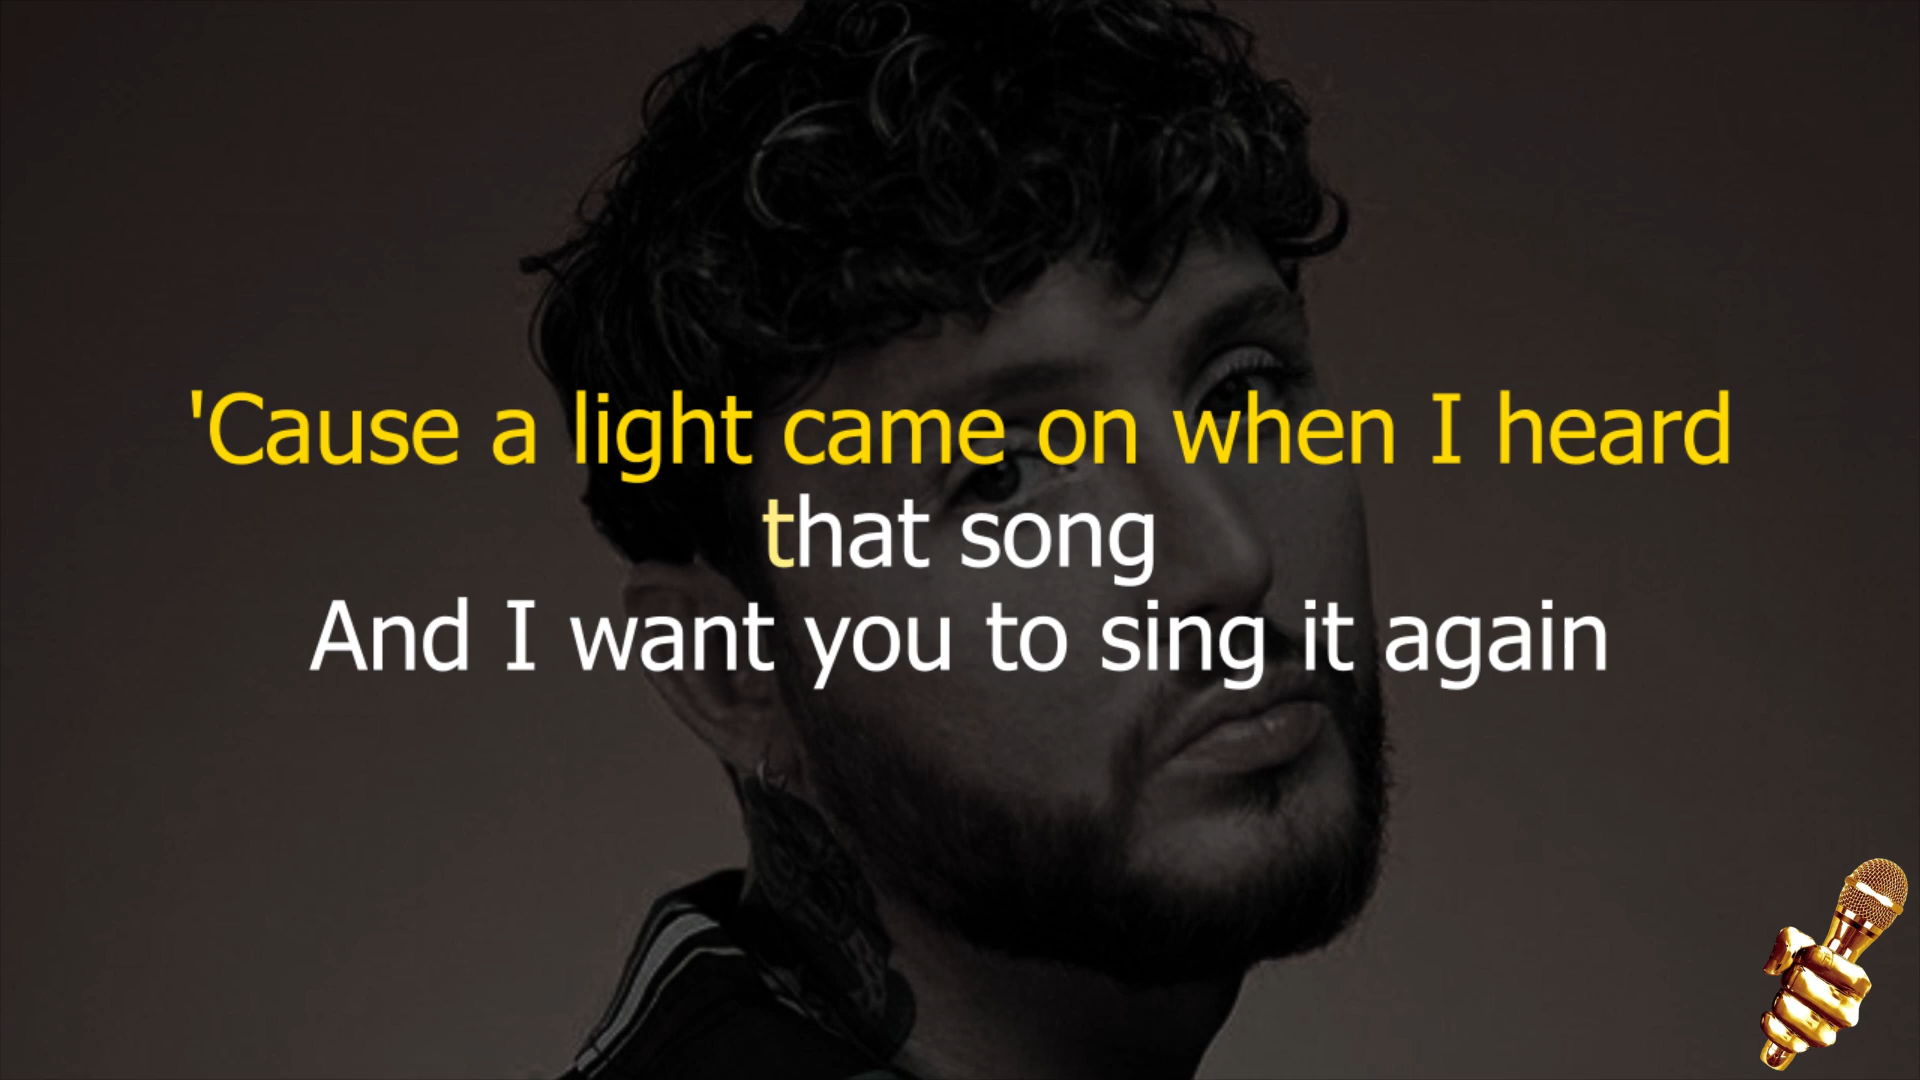 'Cause a light came on when I heard
that song
And I want you to sing it again